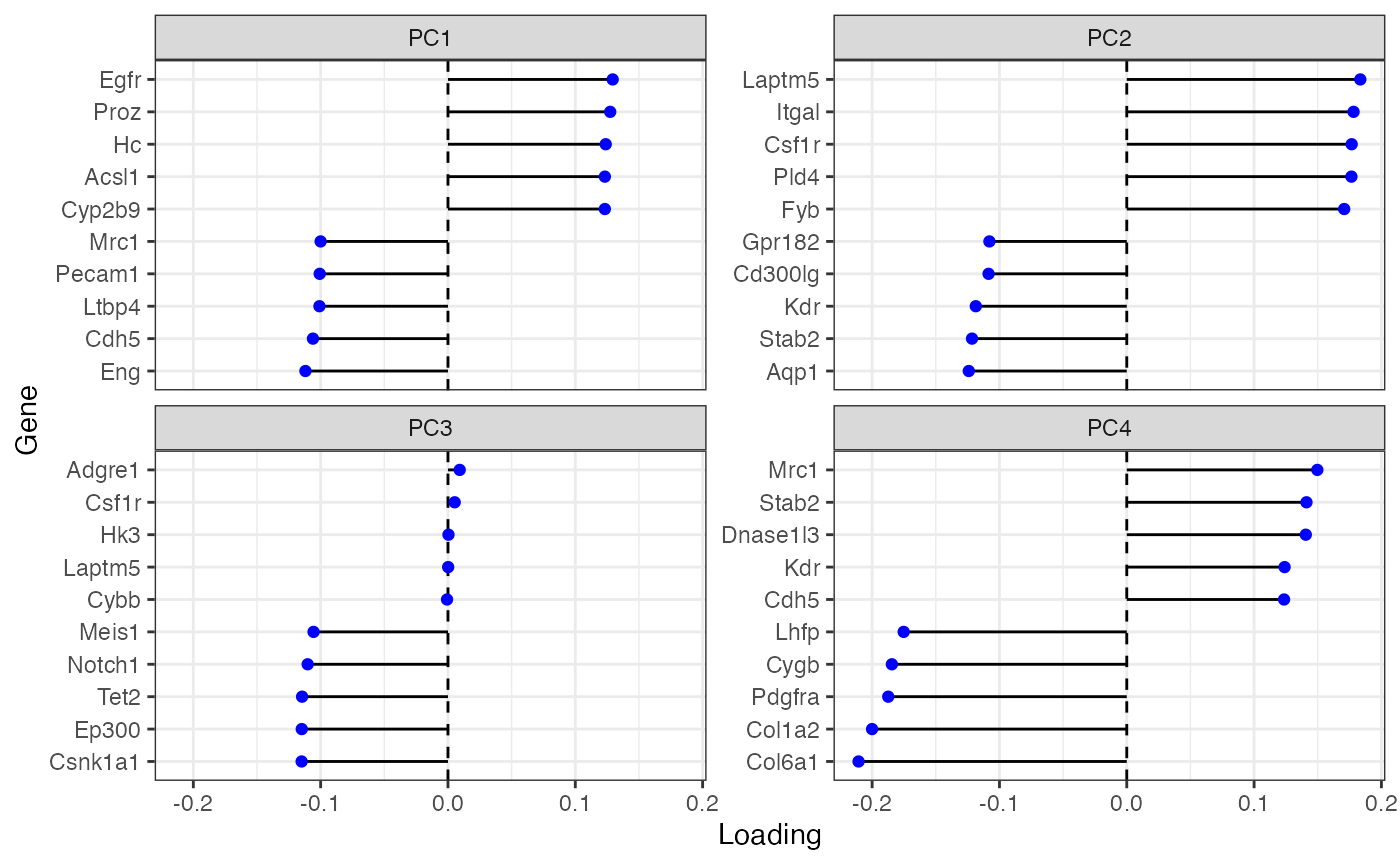 PC1
PC2
Egfr
Proz
Hc
Acsl1
Cyp2b9
Mrc1
Pecam1
Ltbp4
Cdh5
Eng
Laptm5
Itgal
Csf1r
Pld4
Fyb
Gpr182
Cd300lg
Kdr
Stab2
Aqp1
Gene
PC3
PC4
Adgre1
Csf1r
Hk3
Laptm5
Cybb
Meis1
Notch1
Tet2
Ep300
Csnk1a1
Mrc1
Stab2
Dnase1l3
Kdr
Cdh5
Lhfp
Cygb
Pdgfra
Col1a2
Col6a1
-0.2 -0.1 0.0 0.1 0.2
-0.2 -0.1 0.0 0.1 0.2
Loading